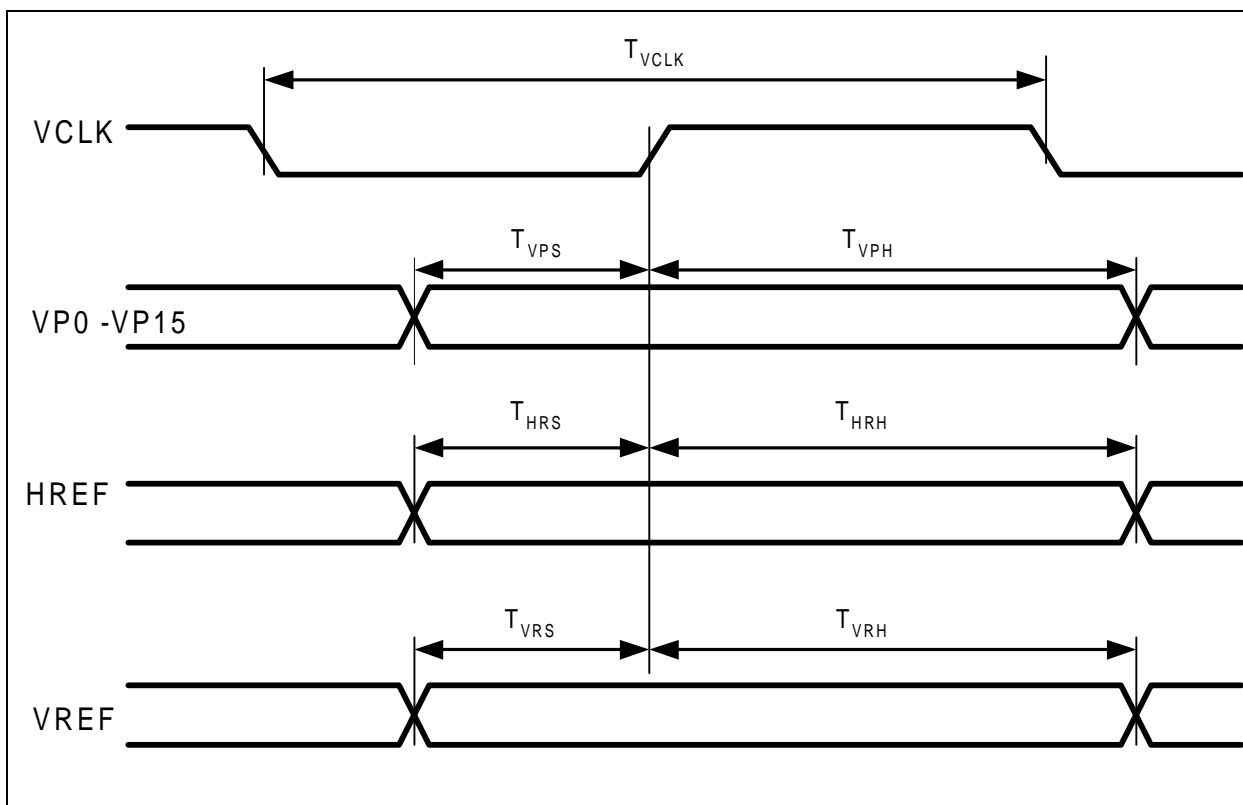 T_VCLK
VCLK
T_VPS T_VPH
VP0 -VP15
T_HRS T_HRH
HREF
T_VRS T_VRH
VREF